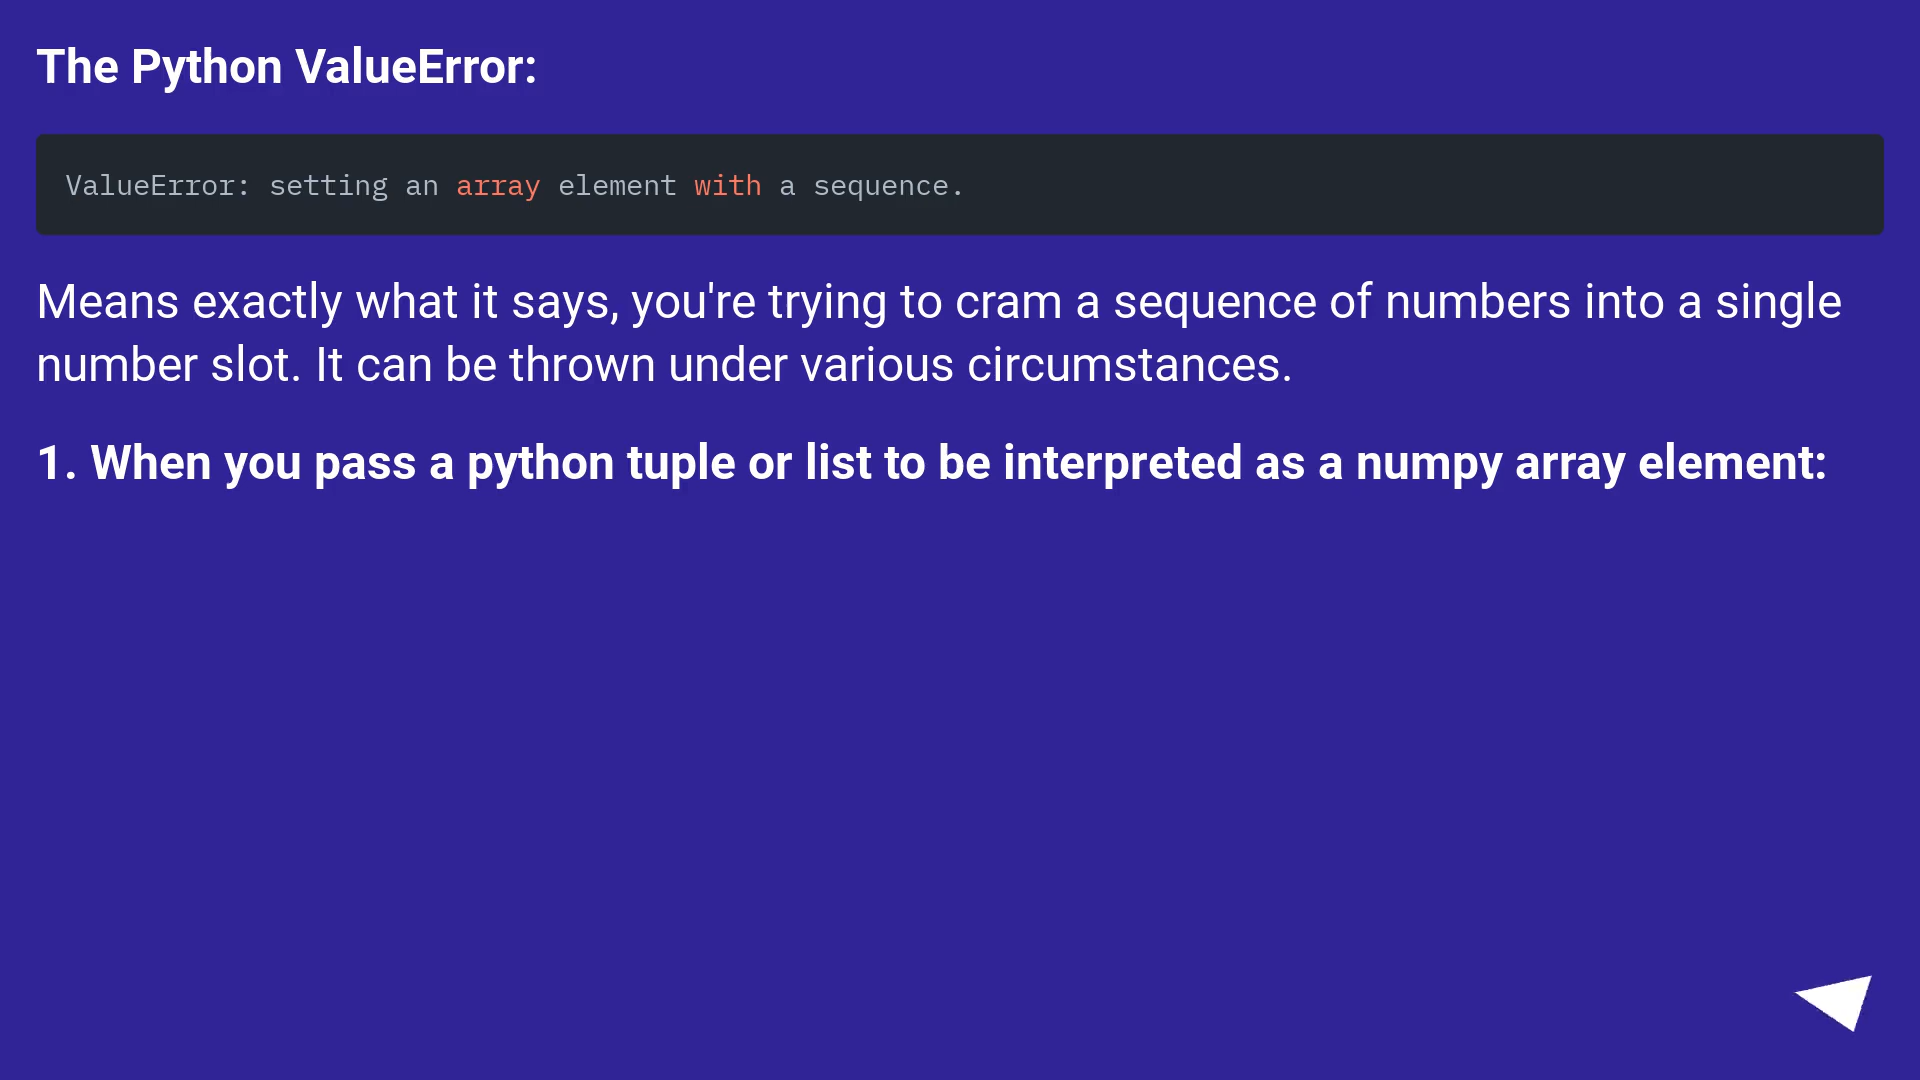 The Python ValueError:
ValueError: setting an array element with a sequence.
Means exactly what it says, you're trying to cram a sequence of numbers into a single
number slot. It can be thrown under various circumstances.
1. When you pass a python tuple or list to be interpreted as a numpy array element: